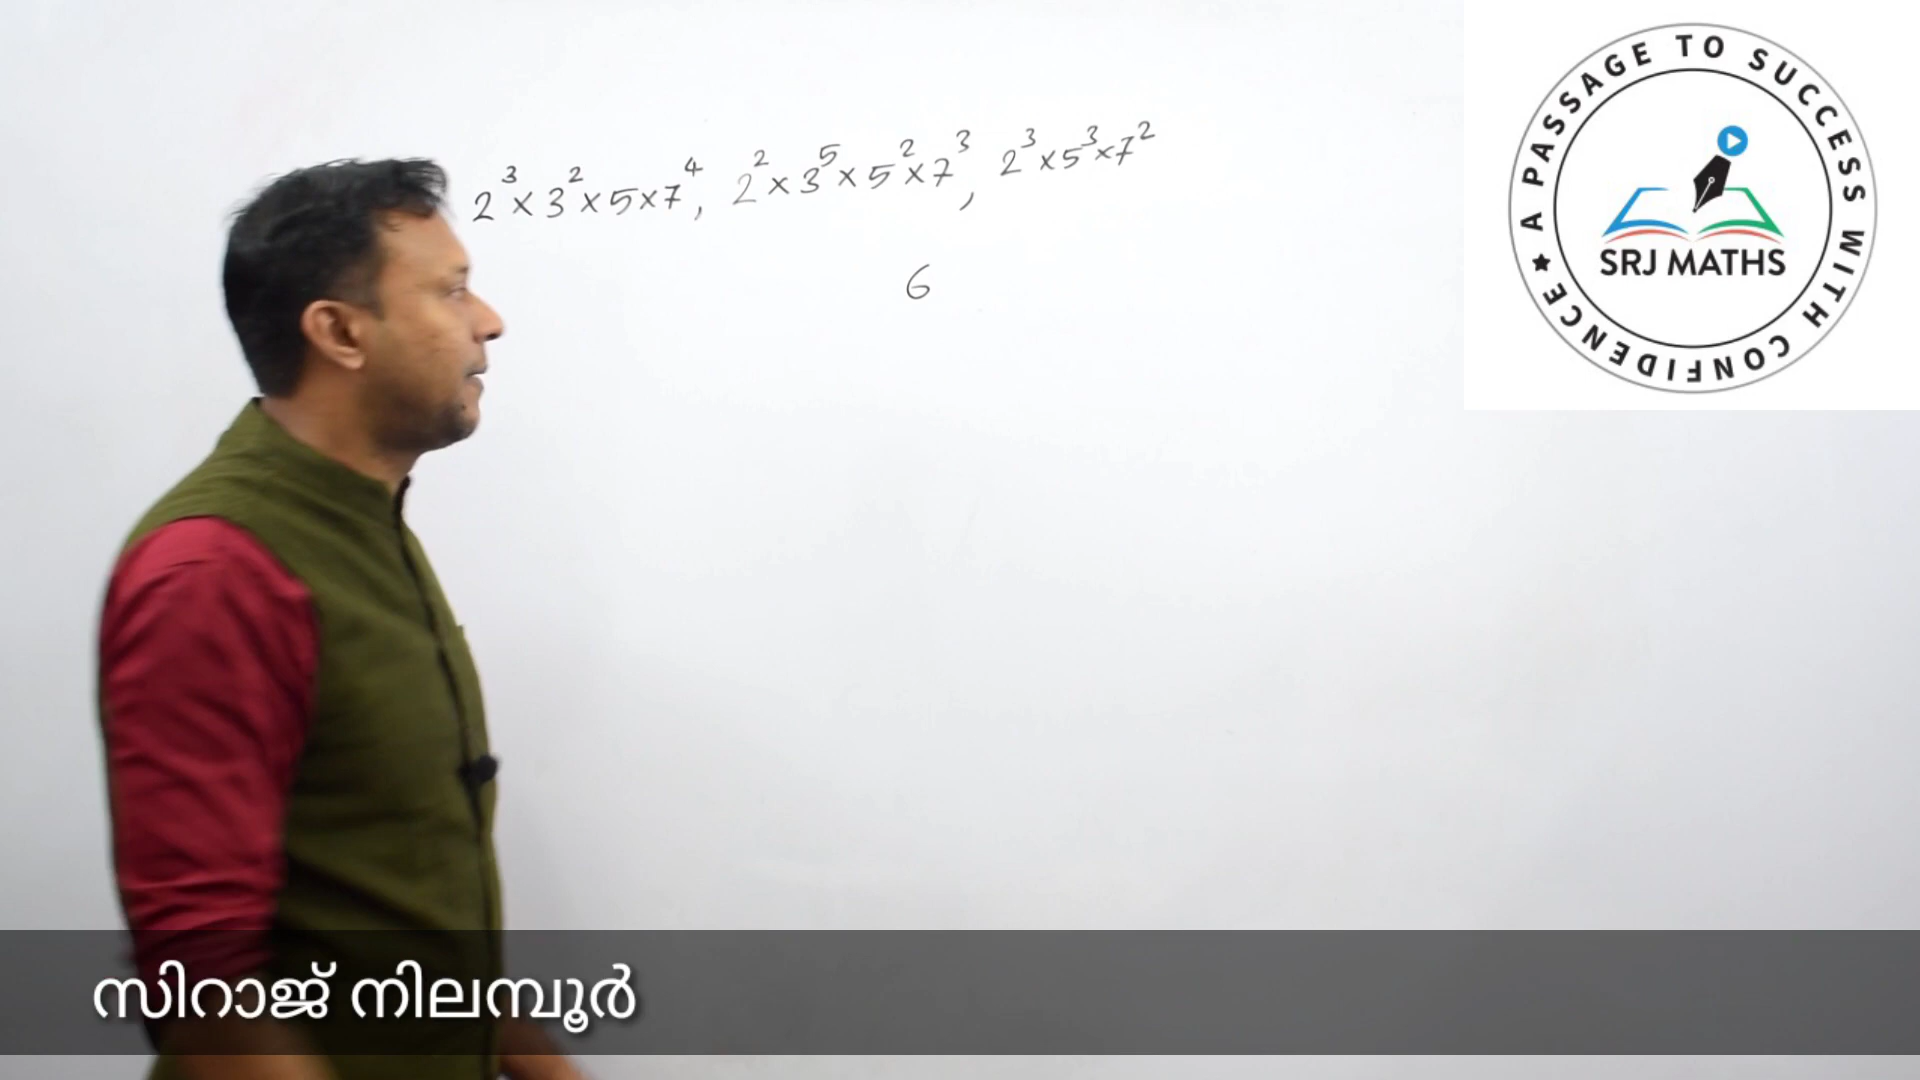 2³ × 3² × 5 × 7⁴, 2² × 3⁵ × 5² × 7³, 2³ × 5³ × 7²
6
A PASSAGE TO SUCCESS WITH CONFIDENCE ★
SRJ MATHS
സിറാജ് നിലമ്പൂർ